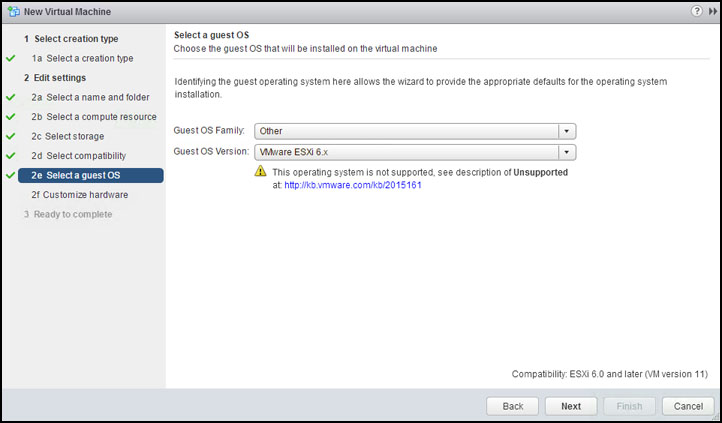 New Virtual Machine
1 Select creation type
1a Select a creation type
2 Edit settings
2a Select a name and folder
2b Select a compute resource
2c Select storage
2d Select compatibility
2e Select a guest OS
2f Customize hardware
3 Ready to complete
Select a guest OS
Choose the guest OS that will be installed on the virtual machine
Identifying the guest operating system here allows the wizard to provide the appropriate defaults for the operating system
installation.
Guest OS Family: Other
Guest OS Version: VMware ESXi 6.x
This operating system is not supported, see description of Unsupported
at: http://kb.vmware.com/kb/2015161
Compatibility: ESXi 6.0 and later (VM version 11)
Back Next Finish Cancel